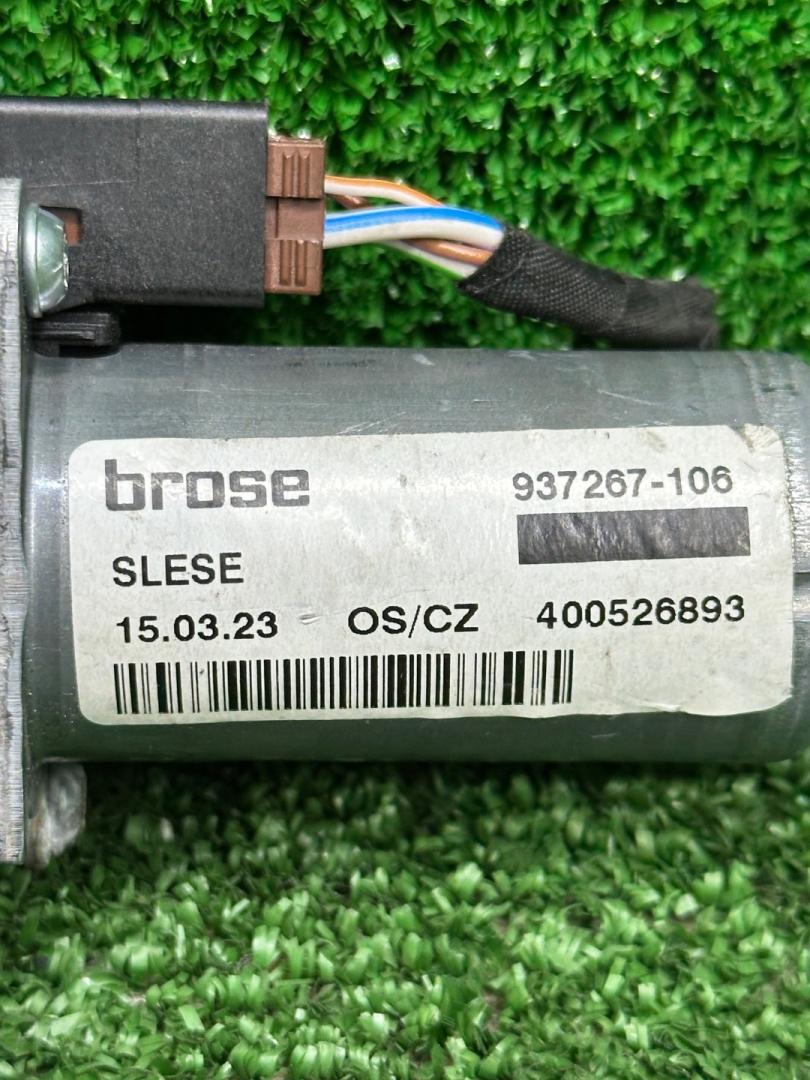 brose 937267-106
SLESE
15.03.23 OS/CZ 400526893